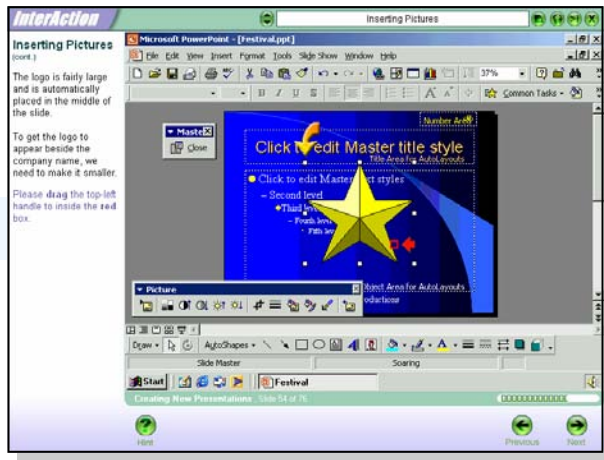 InterAction
Inserting Pictures
Inserting Pictures
(cont.)
The logo is fairly large
and is automatically
placed in the middle of
the slide.
To get the logo to
appear beside the
company name, we
need to make it smaller.
Please drag the top-left
handle to inside the red
box.
Microsoft PowerPoint - [Festival.ppt]
File Edit View Insert Format Tools Slide Show Window Help
37%
B I U S
Common Tasks
Number Area
Master
Close
Click to edit Master title style
Title Area for AutoLayouts
Click to edit Master text styles
– Second level
Third level
– Fourth level
Fifth level
Object Area for AutoLayouts
Picture
Draw AutoShapes
Slide Master
Soaring
Start
Festival
Creating New Presentations , Slide 54 of 76
Hint
Previous
Next